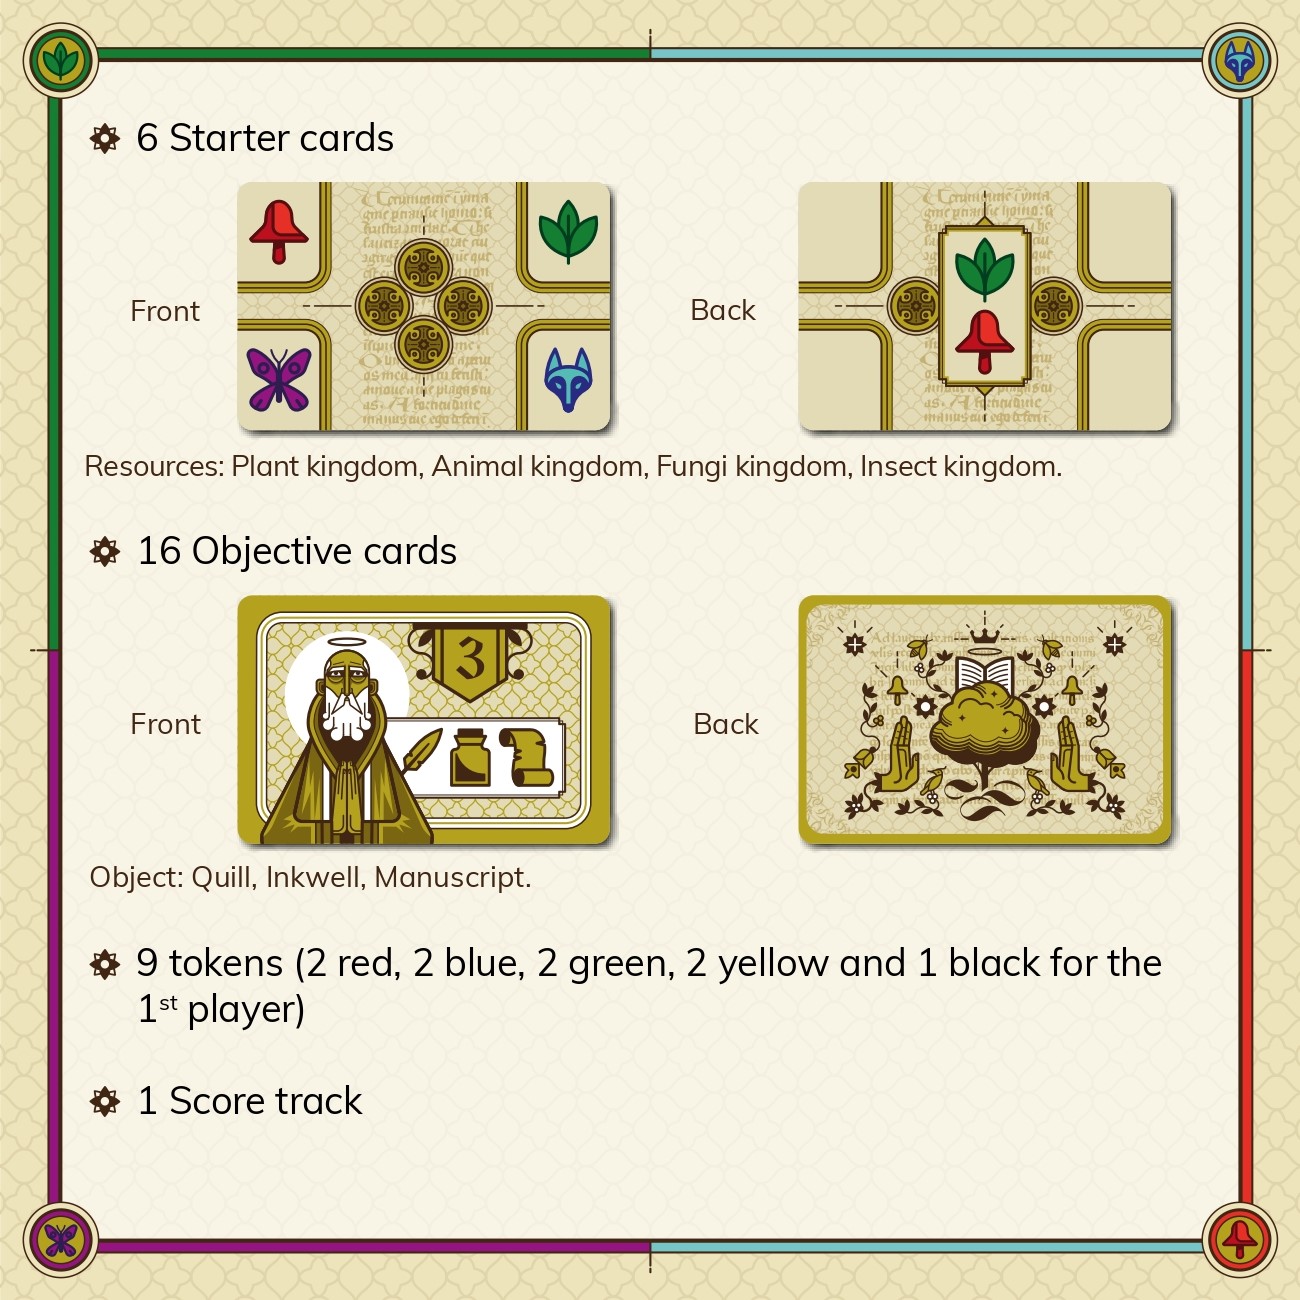 6 Starter cards
Front
Back
Resources: Plant kingdom, Animal kingdom, Fungi kingdom, Insect kingdom.
16 Objective cards
3
Front
Back
Object: Quill, Inkwell, Manuscript.
9 tokens (2 red, 2 blue, 2 green, 2 yellow and 1 black for the
1st player)
1 Score track